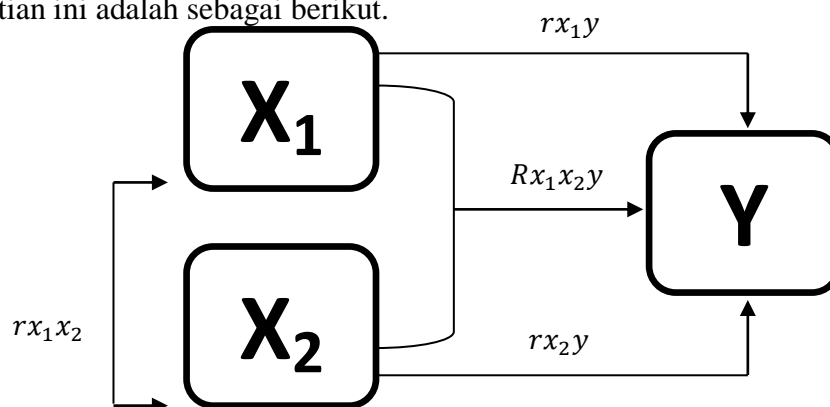 tian ini adalah sebagai berikut.
rx₁y
X₁
Rx₁x₂y
Y
rx₁x₂
X₂
rx₂y